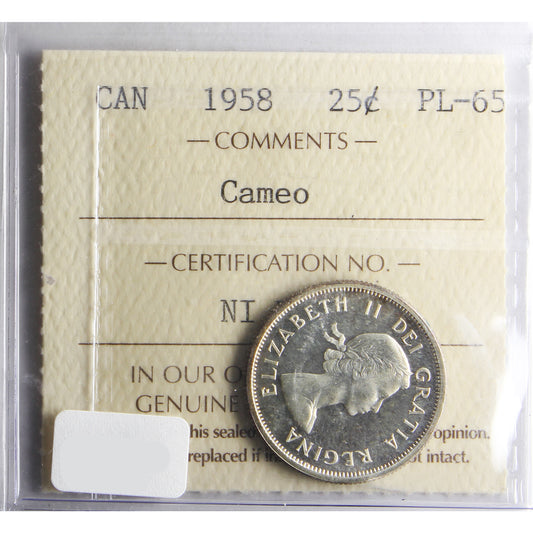 CAN 1958 25¢ PL-65
— COMMENTS —
Cameo
— CERTIFICATION NO. —
NI
IN OUR
GENUINE
his sealed opinion.
replaced if intact.
ELIZABETH II DEI GRATIA REGINA